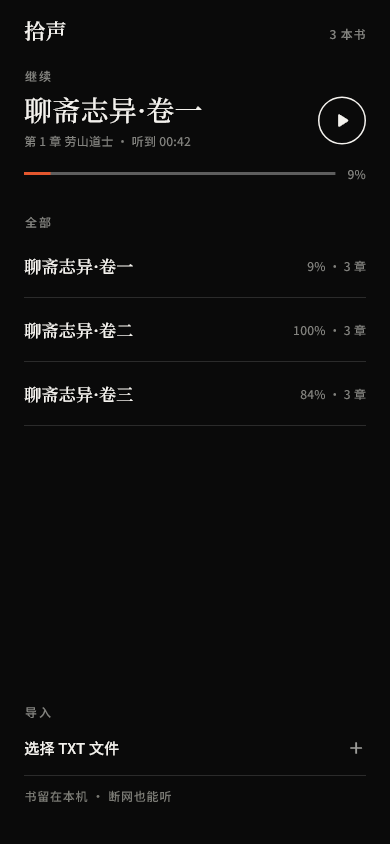 拾声
3 本书
继续
聊斋志异·卷一
第 1 章 劳山道士 · 听到 00:42
9%
全部
聊斋志异·卷一
9% · 3 章
聊斋志异·卷二
100% · 3 章
聊斋志异·卷三
84% · 3 章
导入
选择 TXT 文件
书留在本机 · 断网也能听